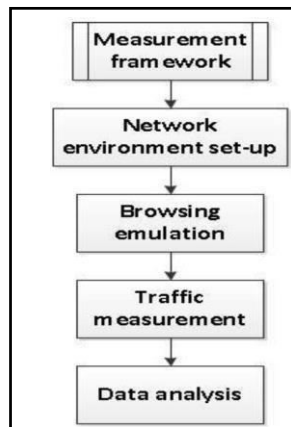 Measurement
framework
Network
environment set-up
Browsing
emulation
Traffic
measurement
Data analysis